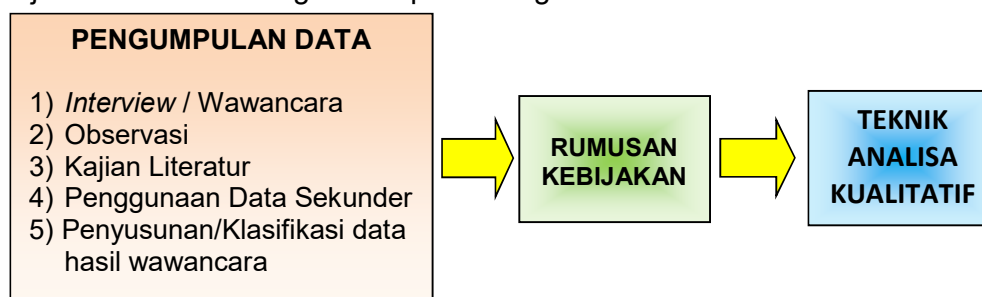 PENGUMPULAN DATA
1) Interview / Wawancara
2) Observasi
3) Kajian Literatur
4) Penggunaan Data Sekunder
5) Penyusunan/Klasifikasi data
hasil wawancara
RUMUSAN
KEBIJAKAN
TEKNIK
ANALISA
KUALITATIF